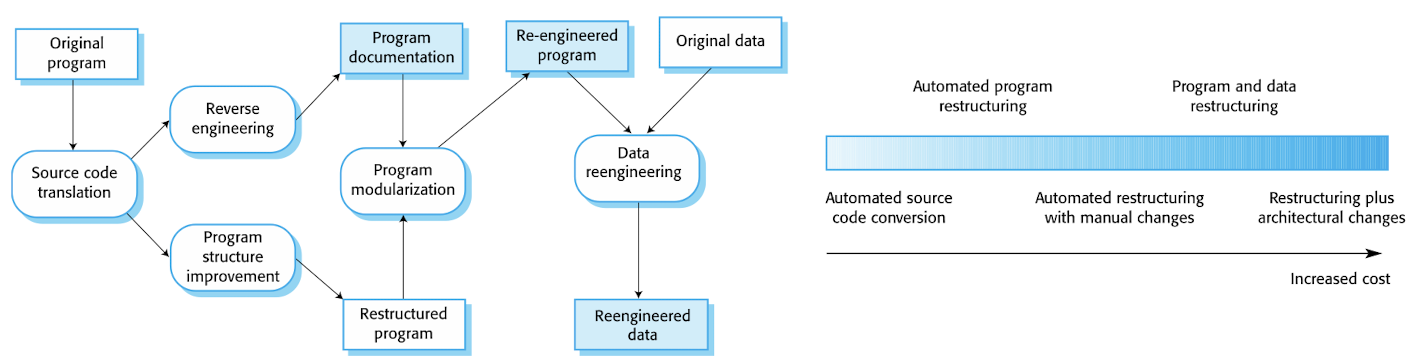 Original
program
Program
documentation
Re-engineered
program
Original data
Reverse
engineering
Source code
translation
Program
modularization
Data
reengineering
Program
structure
improvement
Restructured
program
Reengineered
data
Automated program
restructuring
Program and data
restructuring
Automated source
code conversion
Automated restructuring
with manual changes
Restructuring plus
architectural changes
Increased cost